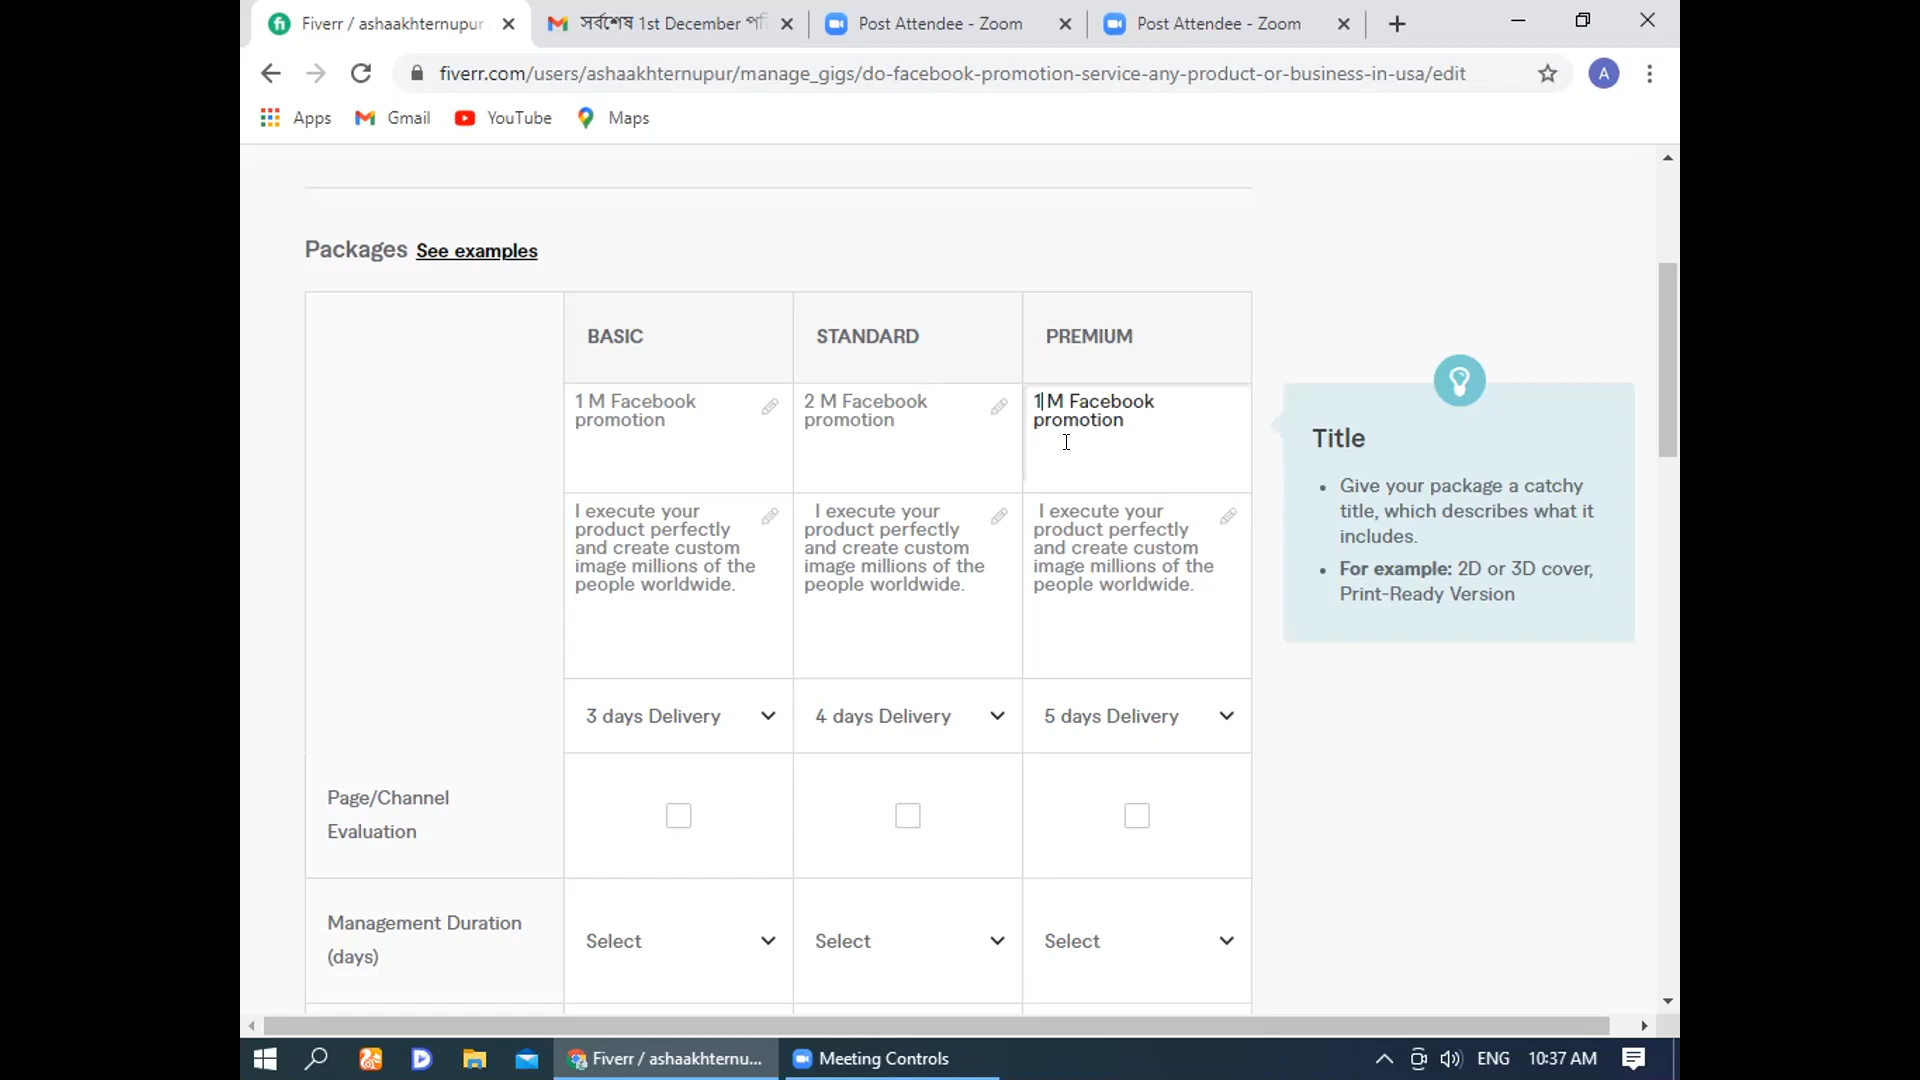 Fiverr / ashaakhternupur
সর্বশেষ 1st December
Post Attendee - Zoom
Post Attendee - Zoom
fiverr.com/users/ashaakhternupur/manage_gigs/do-facebook-promotion-service-any-product-or-business-in-usa/edit
A
Apps
Gmail
YouTube
Maps
Packages See examples
BASIC
STANDARD
PREMIUM
1 M Facebook
promotion
2 M Facebook
promotion
1 M Facebook
promotion
I execute your
product perfectly
and create custom
image millions of the
people worldwide.
I execute your
product perfectly
and create custom
image millions of the
people worldwide.
I execute your
product perfectly
and create custom
image millions of the
people worldwide.
3 days Delivery
4 days Delivery
5 days Delivery
Page/Channel
Evaluation
Management Duration
(days)
Select
Select
Select
Title
Give your package a catchy
title, which describes what it
includes.
For example: 2D or 3D cover,
Print-Ready Version
Fiverr / ashaakhternu...
Meeting Controls
ENG
10:37 AM